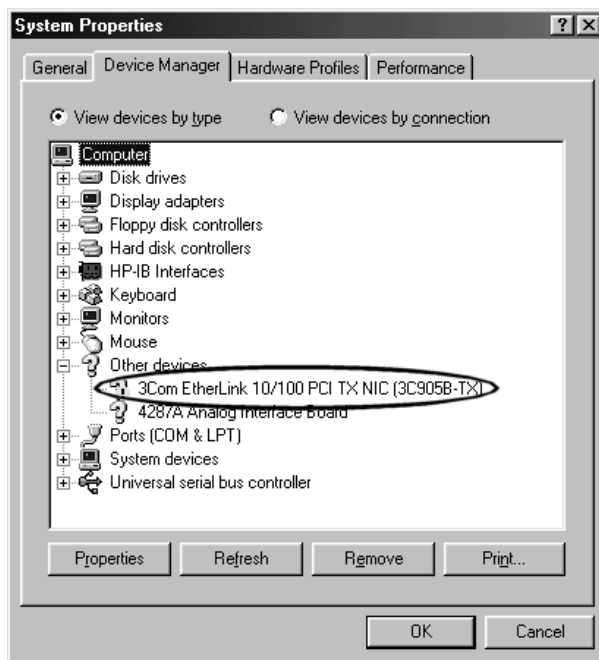 System Properties
General Device Manager Hardware Profiles Performance
View devices by type View devices by connection
Computer
Disk drives
Display adapters
Floppy disk controllers
Hard disk controllers
HP-IB Interfaces
Keyboard
Monitors
Mouse
Other devices
3Com EtherLink 10/100 PCI TX NIC (3C905B-TX)
4287A Analog Interface Board
Ports (COM & LPT)
System devices
Universal serial bus controller
Properties Refresh Remove Print...
OK Cancel